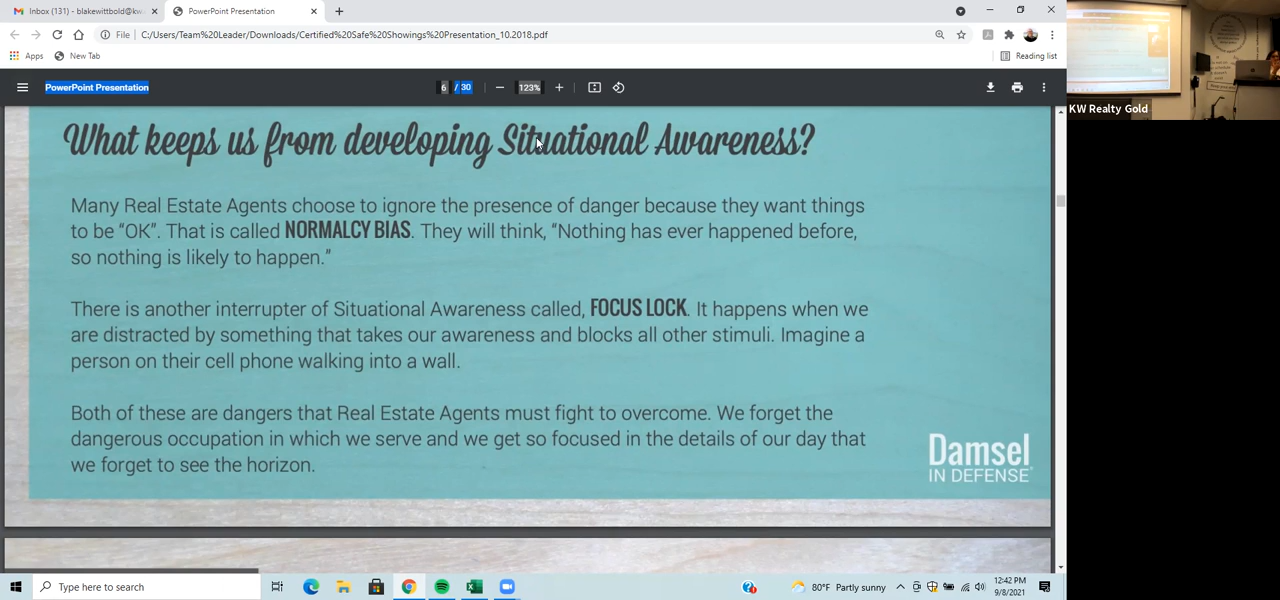 Inbox (131) - blakewittbold@kw.
PowerPoint Presentation
File
C:/Users/Team%20Leader/Downloads/Certified%20Safe%20Showings%20Presentation_10.2018.pdf
Apps
New Tab
Reading list
PowerPoint Presentation
6 / 30
123%
KW Realty Gold
What keeps us from developing Situational Awareness?
Many Real Estate Agents choose to ignore the presence of danger because they want things
to be “OK”. That is called NORMALCY BIAS. They will think, “Nothing has ever happened before,
so nothing is likely to happen.”
There is another interrupter of Situational Awareness called, FOCUS LOCK. It happens when we
are distracted by something that takes our awareness and blocks all other stimuli. Imagine a
person on their cell phone walking into a wall.
Both of these are dangers that Real Estate Agents must fight to overcome. We forget the
dangerous occupation in which we serve and we get so focused in the details of our day that
we forget to see the horizon.
Damsel
IN DEFENSE
Type here to search
80°F Partly sunny
12:42 PM
9/8/2021